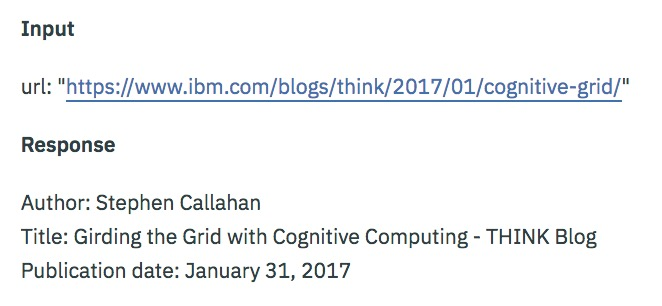 Input
url: "https://www.ibm.com/blogs/think/2017/01/cognitive-grid/"
Response
Author: Stephen Callahan
Title: Girding the Grid with Cognitive Computing - THINK Blog
Publication date: January 31, 2017